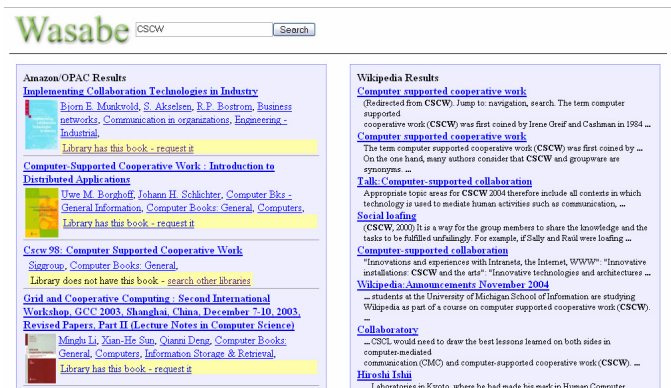 Wasabe
CSCW
Search
Amazon/OPAC Results
Implementing Collaboration Technologies in Industry
Bjorn E. Munkvold, S. Akselsen, R.P. Bostrom, Business
networks, Communication in organizations, Engineering -
Industrial,
Library has this book - request it
Computer-Supported Cooperative Work : Introduction to
Distributed Applications
Uwe M. Borghoff, Johann H. Schlichter, Computer Bks -
General Information, Computer Books: General, Computers,
Library has this book - request it
Cscw 98: Computer Supported Cooperative Work
Siggroup, Computer Books: General,
Library does not have this book - search other libraries
Grid and Cooperative Computing : Second International
Workshop, GCC 2003, Shanghai, China, December 7-10, 2003,
Revised Papers, Part II (Lecture Notes in Computer Science)
Minglu Li, Xian-He Sun, Qianni Deng, Computer Books:
General, Computers, Information Storage & Retrieval,
Library has this book - request it
Wikipedia Results
Computer supported cooperative work
(Redirected from CSCW). Jump to: navigation, search. The term computer
supported
cooperative work (CSCW) was first coined by Irene Greif and Cashman in 1984 ...
Computer supported cooperative work
The term computer supported cooperative work (CSCW) was first coined by ...
On the one hand, many authors consider that CSCW and groupware are
synonyms. ...
Talk:Computer-supported collaboration
Appropriate topic areas for CSCW 2004 therefore include all contexts in which
technology is used to mediate human activities such as communication, ...
Social loafing
(CSCW, 2000) It is a way for the group members to share the knowledge and the
tasks to be fulfilled unfailingly. For example, if Sally and Raúl were loafing ...
Computer-supported collaboration
"Innovations and experiences with Intranets, the Internet, WWW": "Innovative
installations: CSCW and the arts": "Innovative technologies and architectures ...
Wikipedia:Announcements November 2004
... students at the University of Michigan School of Information are studying
Wikipedia as part of a course on computer supported cooperative work (CSCW).
...
Collaboratory
... CSCL would need to draw the best lessons learned on both sides in
computer-mediated
communication (CMC) and computer-supported cooperative work (CSCW). ...
Hiroshi Ishii
Laboratories in Kyoto, where he had made his mark in Human Computer